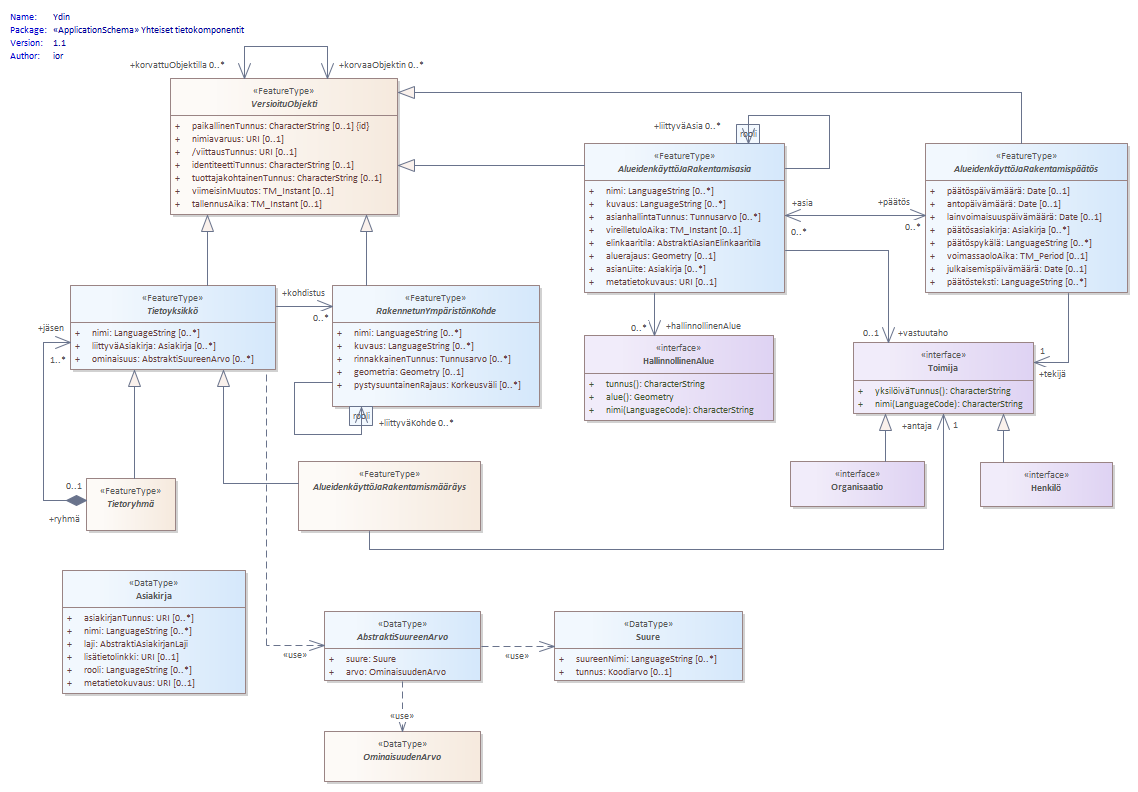 Name: Ydin
Package: «ApplicationSchema» Yhteiset tietokomponentit
Version: 1.1
Author: ior
+korvattuObjektilla 0..*
+korvaaObjektin 0..*
«FeatureType»
VersioituObjekti
+ paikallinenTunnus: CharacterString [0..1] {id}
+ nimiavaruus: URI [0..1]
+ /viittausTunnus: URI [0..1]
+ identiteettiTunnus: CharacterString [0..1]
+ tuottajakohtainenTunnus: CharacterString [0..1]
+ viimeisinMuutos: TM_Instant [0..1]
+ tallennusAika: TM_Instant [0..1]
+liittyväAsia 0..*
rooli
«FeatureType»
AlueidenkäyttöJaRakentamisasia
+ nimi: LanguageString [0..*]
+ kuvaus: LanguageString [0..*]
+ asianhallintaTunnus: Tunnusarvo [0..*]
+ vireilletuloAika: TM_Instant [0..1]
+ elinkaaritila: AbstraktiAsianElinkaaritila
+ aluerajaus: Geometry [0..1]
+ asianLiite: Asiakirja [0..*]
+ metatietokuvaus: URI [0..1]
+asia
0..*
+päätös
0..*
«FeatureType»
AlueidenkäyttöJaRakentamispäätös
+ päätöspäivämäärä: Date [0..1]
+ antopäivämäärä: Date [0..1]
+ lainvoimaisuuspäivämäärä: Date [0..1]
+ päätösasiakirja: Asiakirja [0..*]
+ päätöspykälä: LanguageString [0..*]
+ voimassaoloAika: TM_Period [0..1]
+ julkaisemispäivämäärä: Date [0..1]
+ päätösteksti: LanguageString [0..*]
«FeatureType»
Tietoyksikkö
+ nimi: LanguageString [0..*]
+ liittyväAsiakirja: Asiakirja [0..*]
+ ominaisuus: AbstraktiSuureenArvo [0..*]
+kohdistus
0..*
«FeatureType»
RakennetunYmpäristönKohde
+ nimi: LanguageString [0..*]
+ kuvaus: LanguageString [0..*]
+ rinnakkainenTunnus: Tunnusarvo [0..*]
+ geometria: Geometry [0..1]
+ pystysuuntainenRajaus: Korkeusväli [0..*]
rooli
+liittyväKohde 0..*
+jäsen
1..*
0..*
+hallinnollinenAlue
«interface»
HallinnollinenAlue
+ tunnus(): CharacterString
+ alue(): Geometry
+ nimi(LanguageCode): CharacterString
0..1
+vastuutaho
1
+tekijä
«interface»
Toimija
+ yksilöiväTunnus(): CharacterString
+ nimi(LanguageCode): CharacterString
+antaja
1
«interface»
Organisaatio
«interface»
Henkilö
0..1
+ryhmä
«FeatureType»
Tietoryhmä
«FeatureType»
AlueidenkäyttöJaRakentamismääräys
«DataType»
Asiakirja
+ asiakirjanTunnus: URI [0..*]
+ nimi: LanguageString [0..*]
+ laji: AbstraktiAsiakirjanLaji
+ lisätietolinkki: URI [0..1]
+ rooli: LanguageString [0..*]
+ metatietokuvaus: URI [0..1]
«use»
«DataType»
AbstraktiSuureenArvo
+ suure: Suure
+ arvo: OminaisuudenArvo
«use»
«DataType»
Suure
+ suureenNimi: LanguageString [0..*]
+ tunnus: Koodiarvo [0..1]
«use»
«DataType»
OminaisuudenArvo